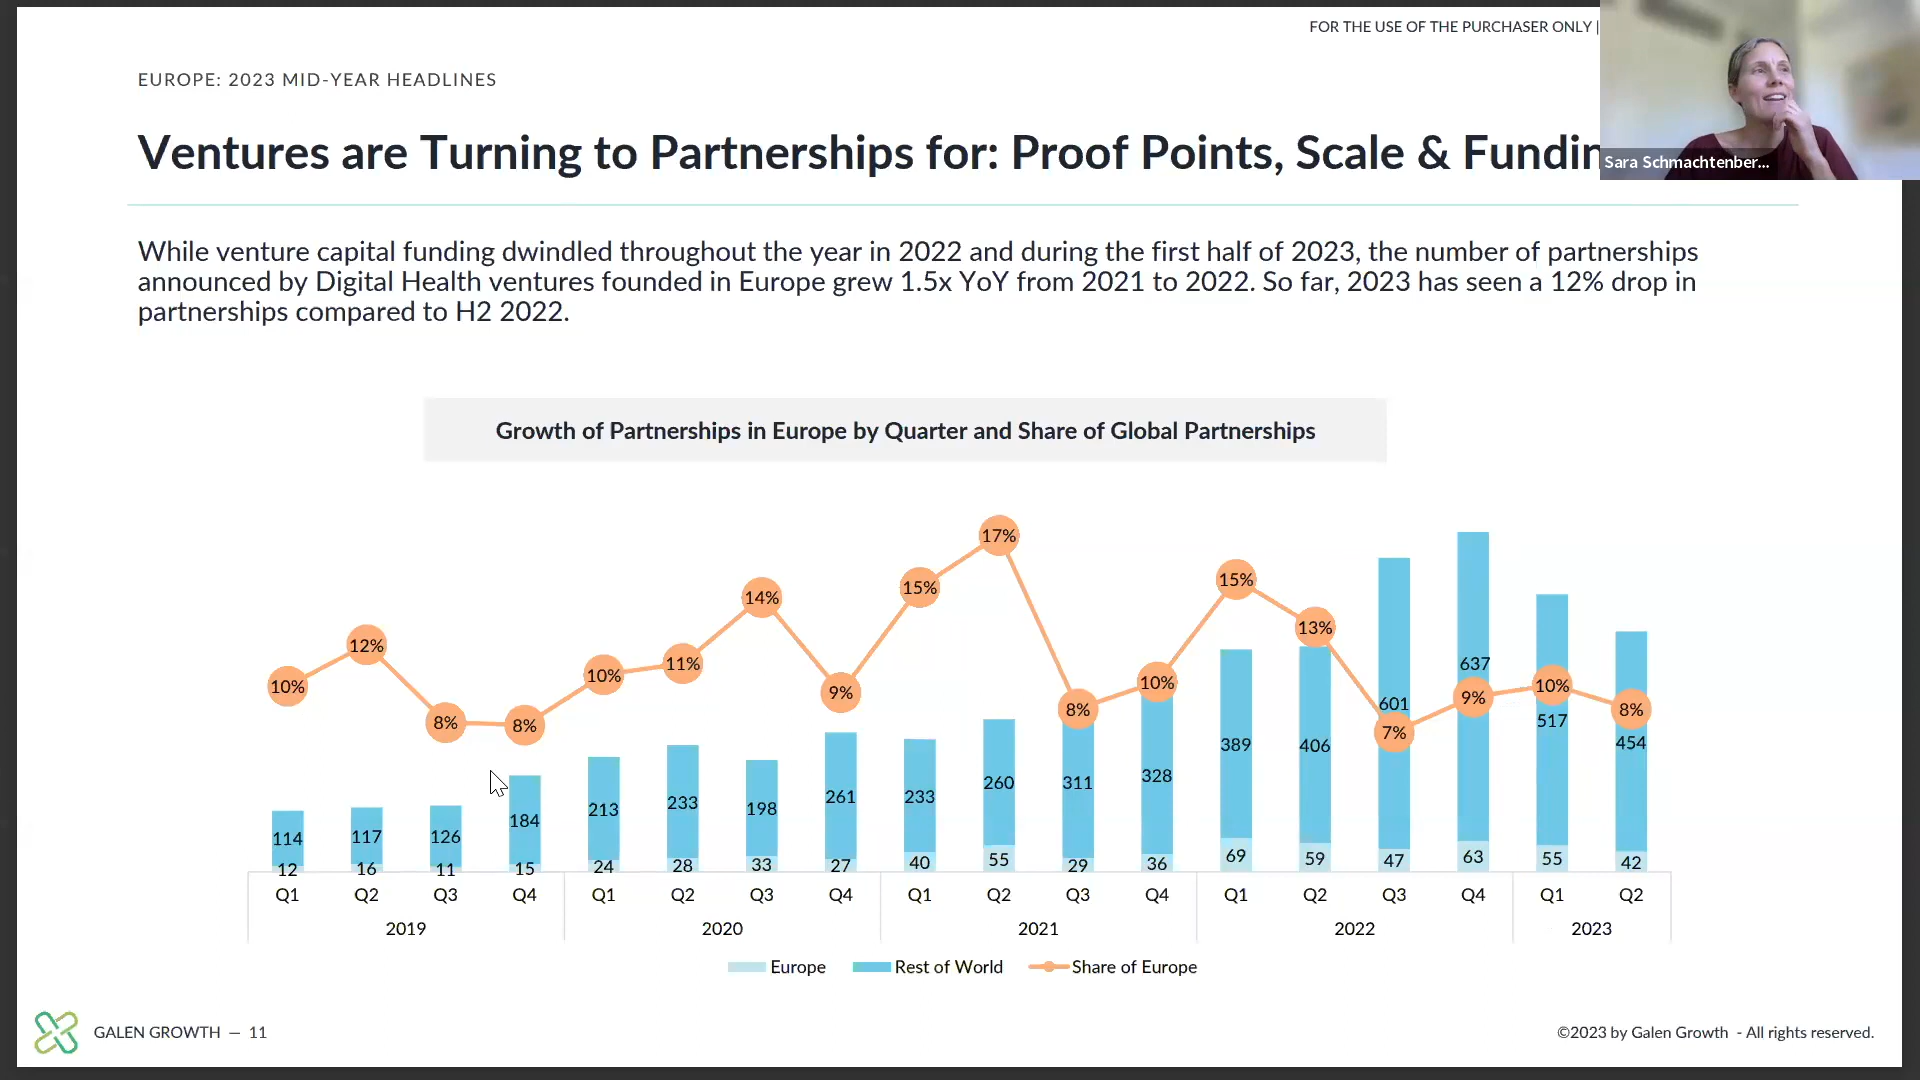 FOR THE USE OF THE PURCHASER ONLY |
EUROPE: 2023 MID-YEAR HEADLINES
Ventures are Turning to Partnerships for: Proof Points, Scale &
Sara Schmachtenber...
While venture capital funding dwindled throughout the year in 2022 and during the first half of 2023, the number of partnerships
announced by Digital Health ventures founded in Europe grew 1.5x YoY from 2021 to 2022. So far, 2023 has seen a 12% drop in
partnerships compared to H2 2022.
Growth of Partnerships in Europe by Quarter and Share of Global Partnerships
10% 12% 8% 8% 10% 11% 14% 9% 15% 17% 8% 10% 15% 13% 7% 9% 10% 8%
114 117 126 184 213 233 198 261 233 260 311 328 389 406 601 637 517 454
12 16 11 15 24 28 33 27 40 55 29 36 69 59 47 63 55 42
Q1 Q2 Q3 Q4 Q1 Q2 Q3 Q4 Q1 Q2 Q3 Q4 Q1 Q2 Q3 Q4 Q1 Q2
2019 2020 2021 2022 2023
Europe Rest of World Share of Europe
GALEN GROWTH — 11
©2023 by Galen Growth - All rights reserved.